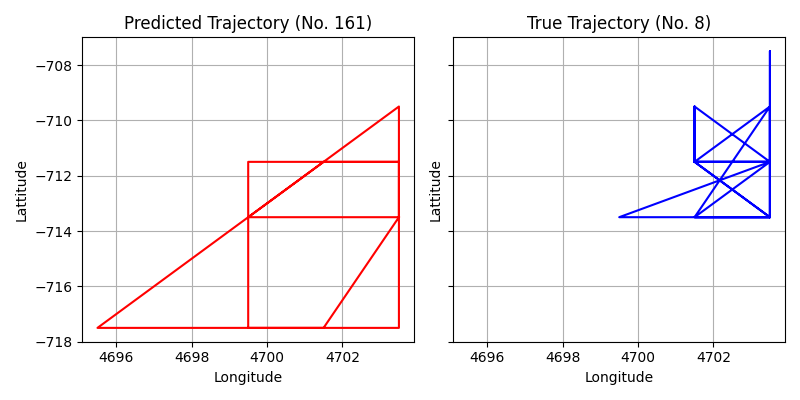 Predicted Trajectory (No. 161)
True Trajectory (No. 8)
Lattitude
−708
−710
−712
−714
−716
−718
4696 4698 4700 4702
Longitude
Lattitude
4696 4698 4700 4702
Longitude